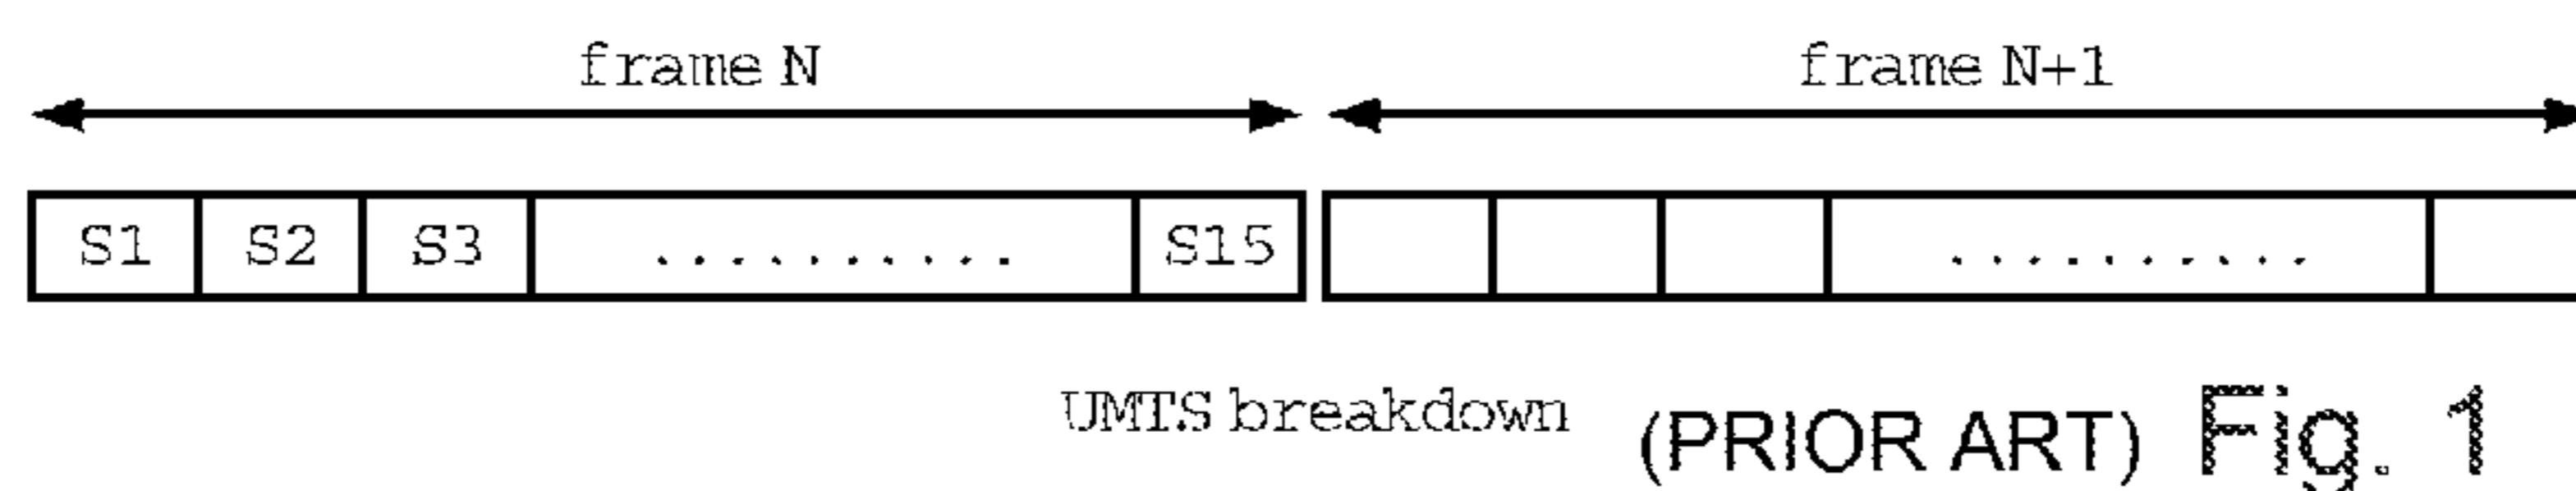 frame N frame N+1
S1 S2 S3 .......... S15 ..........
UMTS breakdown (PRIOR ART) Fig. 1